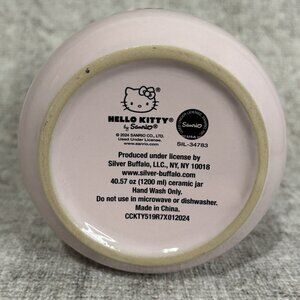 HELLO KITTY®
by Sanrio®
© 2024 SANRIO CO., LTD.
Used Under License.
www.sanrio.com
Sanrio
SIL-34783
Produced under license by
Silver Buffalo, LLC., NY, NY 10018
www.silver-buffalo.com
40.57 oz (1200 ml) ceramic jar
Hand Wash Only.
Do not use in microwave or dishwasher.
Made in China.
CCKTY519R7X012024